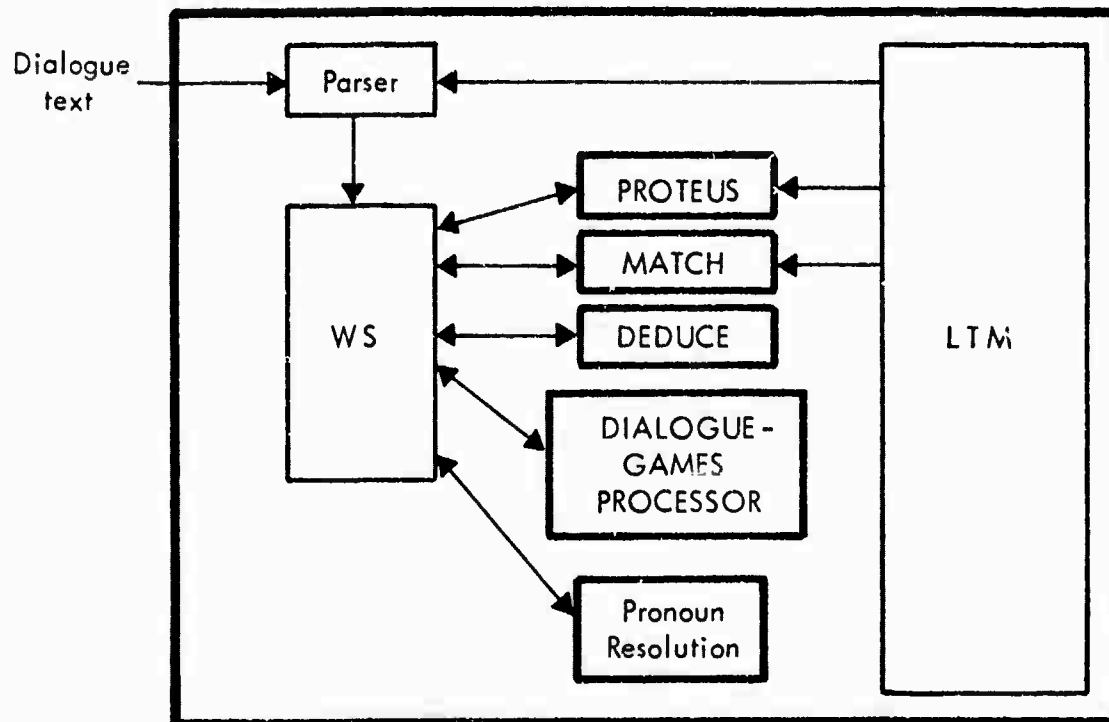 Dialogue
text
Parser
PROTEUS
MATCH
WS
DEDUCE
LTM
DIALOGUE-
GAMES
PROCESSOR
Pronoun
Resolution